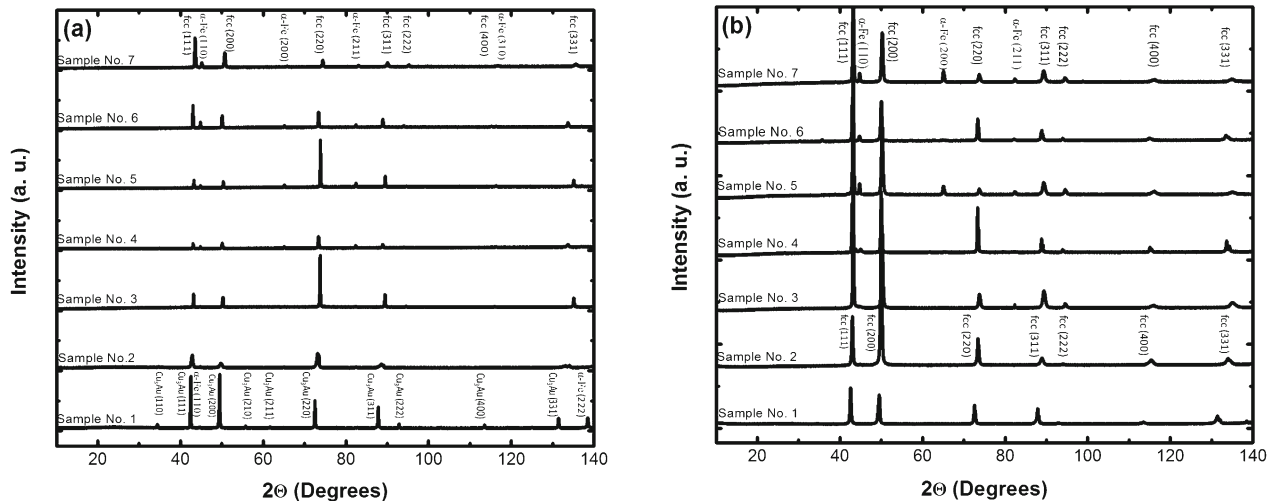 (a)
fcc (111)
α-Fe (110)
fcc (200)
α-Fe (200)
fcc (220)
α-Fe (211)
fcc (311)
fcc (222)
fcc (400)
α-Fe (310)
fcc (331)
Sample No. 7
Sample No. 6
Sample No. 5
Sample No. 4
Sample No. 3
Sample No.2
Cu₃Au (110)
Cu₃Au (111)
α-Fe (110)
Cu₃Au (200)
Cu₃Au (210)
Cu₃Au (211)
Cu₃Au (220)
Cu₃Au (311)
Cu₃Au (222)
Cu₃Au (400)
Cu₃Au (331)
α-Fe (222)
Sample No. 1
Intensity (a. u.)
20 40 60 80 100 120 140
2Θ (Degrees)
(b)
fcc (111)
α-Fe (110)
fcc (200)
α-Fe (200)
fcc (220)
α-Fe (211)
fcc (311)
fcc (222)
fcc (400)
fcc (331)
Sample No. 7
Sample No. 6
Sample No. 5
Sample No. 4
Sample No. 3
fcc (111)
fcc (200)
fcc (220)
fcc (311)
fcc (222)
fcc (400)
fcc (331)
Sample No. 2
Sample No. 1
Intensity (a. u.)
20 40 60 80 100 120 140
2Θ (Degrees)